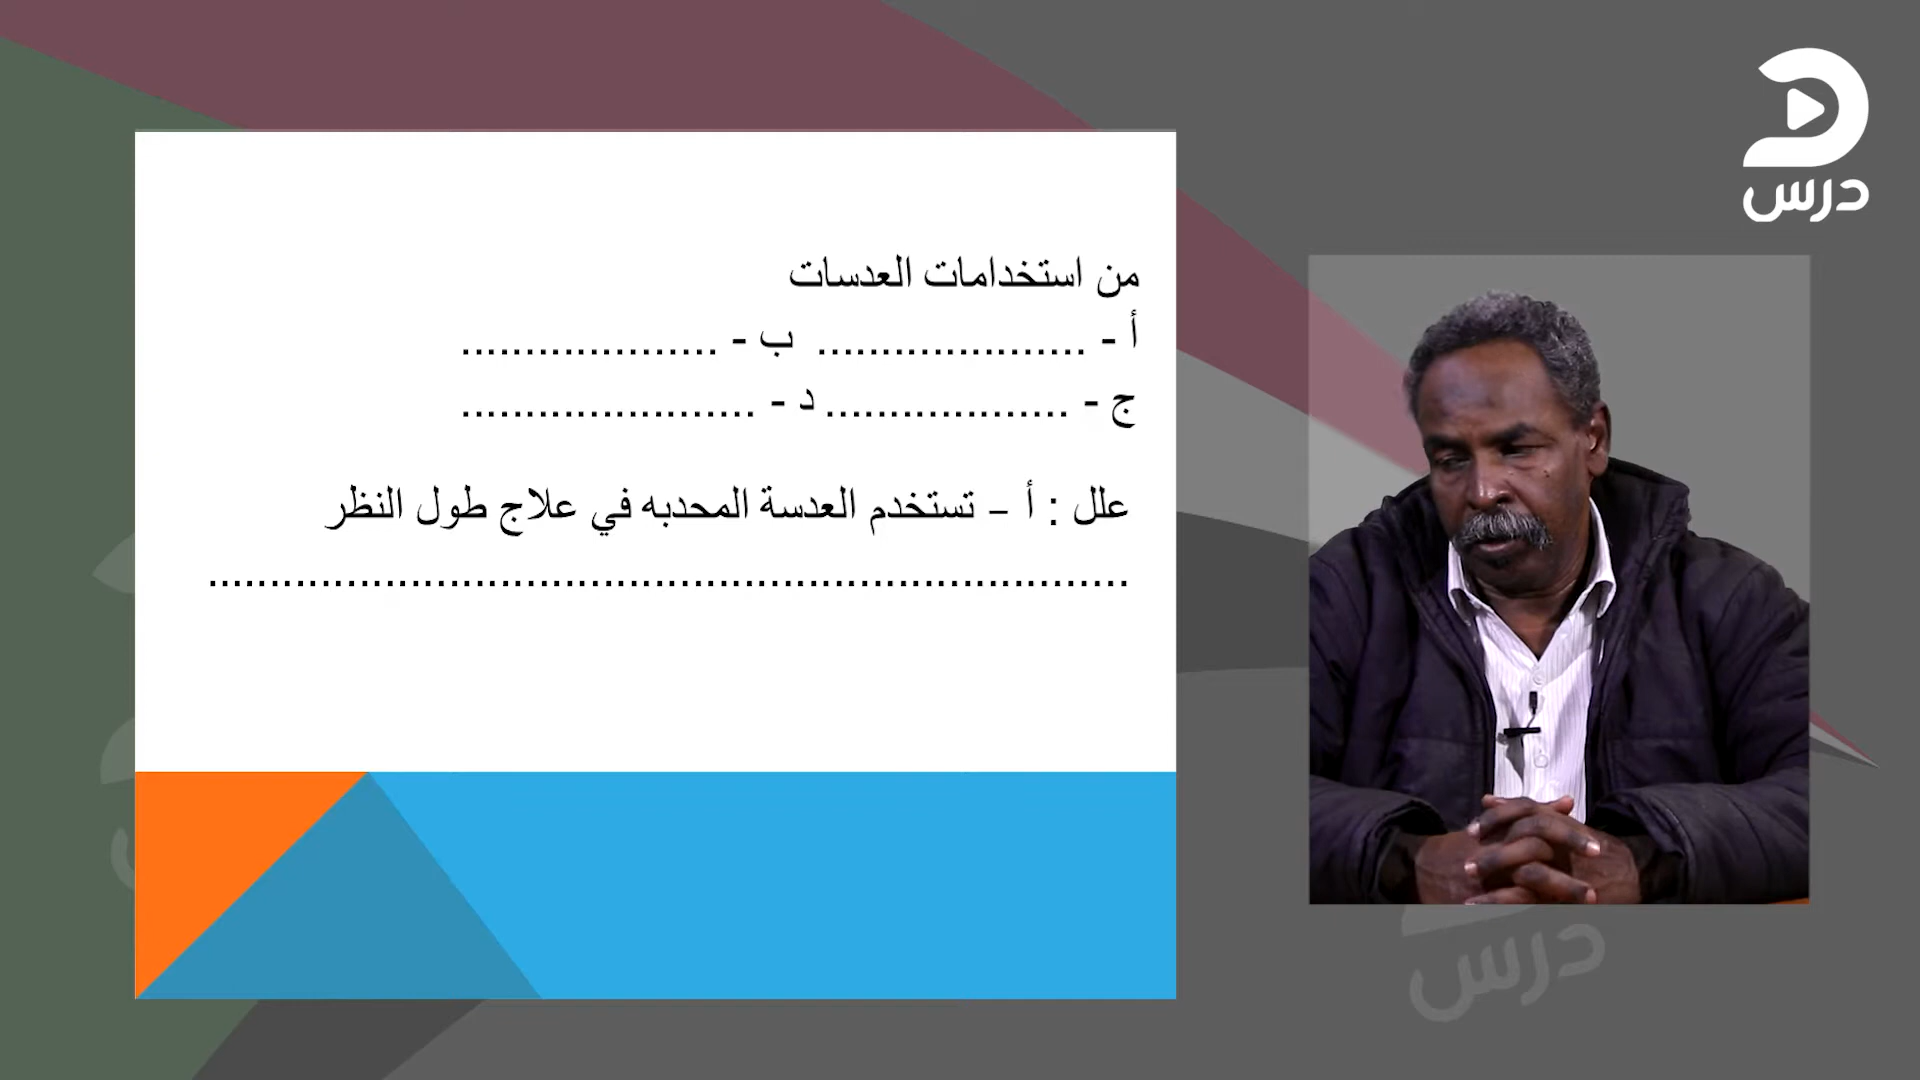 درس
من استخدامات العدسات
أ - ..................... ب - ....................
ج - ................... د - .......................
علل : أ – تستخدم العدسة المحدبه في علاج طول النظر
........................................................................
درس